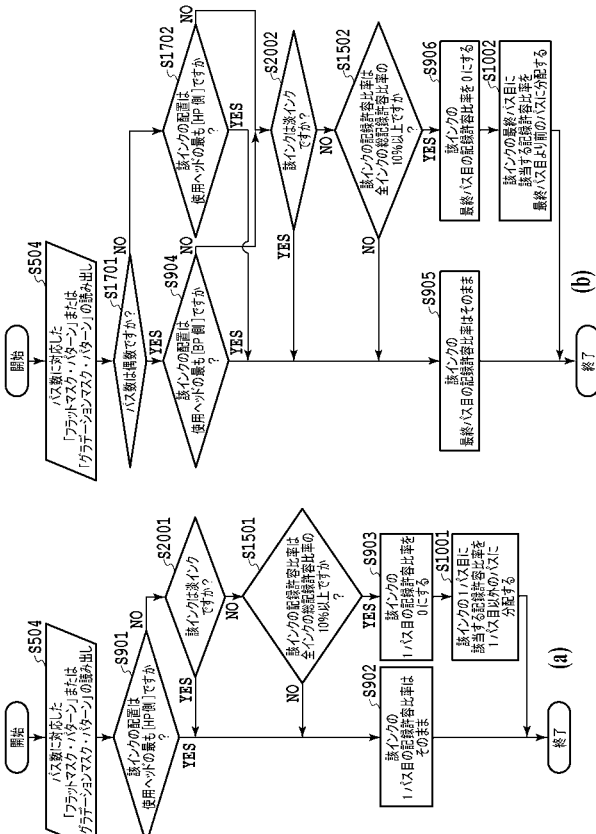 開始
S504
パス数に対応した
「フラットマスク・パターン」または
「グラデーションマスク・パターン」の読み出し
S901
該インクの配置は
使用ヘッドの最も[HP側]ですか
?
NO
YES
S2001
該インクは淡インク
ですか?
YES
NO
S1501
該インクの記録許容比率は
全インクの総記録許容比率の
10%以上ですか
?
NO
YES
S902
該インクの
1パス目の記録許容比率は
そのまま
S903
該インクの
1パス目の記録許容比率を
0にする
S1001
該インクの1パス目に
該当する記録許容比率を
1パス目以外のパスに
分配する
終了
(a)
開始
S504
パス数に対応した
「フラットマスク・パターン」または
「グラデーションマスク・パターン」の読み出し
S1701
パス数は偶数ですか?
NO
YES
S904
該インクの配置は
使用ヘッドの最も[BP側]ですか
?
NO
YES
S1702
該インクの配置は
使用ヘッドの最も[HP側]ですか
?
NO
YES
S2002
該インクは淡インクですか?
YES
NO
S1502
該インクの記録許容比率は
全インクの総記録許容比率の
10%以上ですか
?
NO
YES
S905
該インクの
最終パス目の記録許容比率はそのまま
S906
該インクの
最終パス目の記録許容比率を0にする
S1002
該インクの最終パス目に
該当する記録許容比率を
最終パス目より前のパスに分配する
終了
(b)